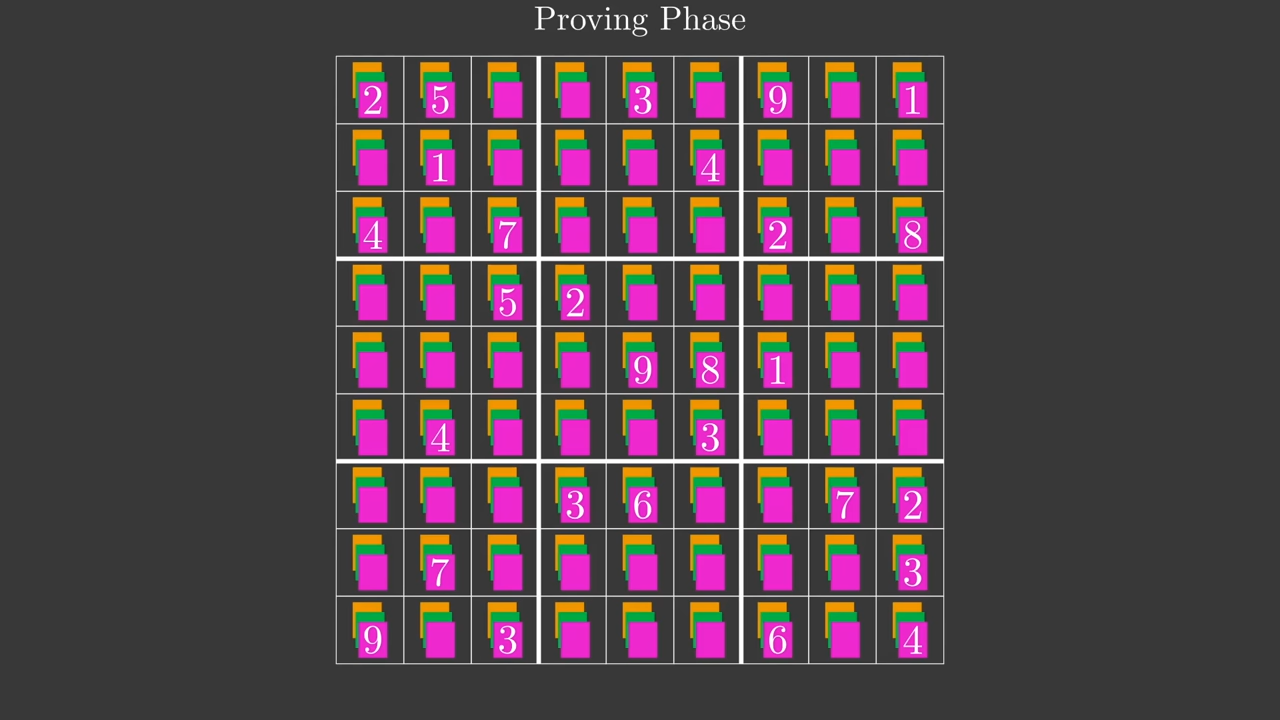 Proving Phase
2 5 3 9 1
1 4
4 7 2 8
5 2
9 8 1
4 3
3 6 7 2
7 3
9 3 6 4